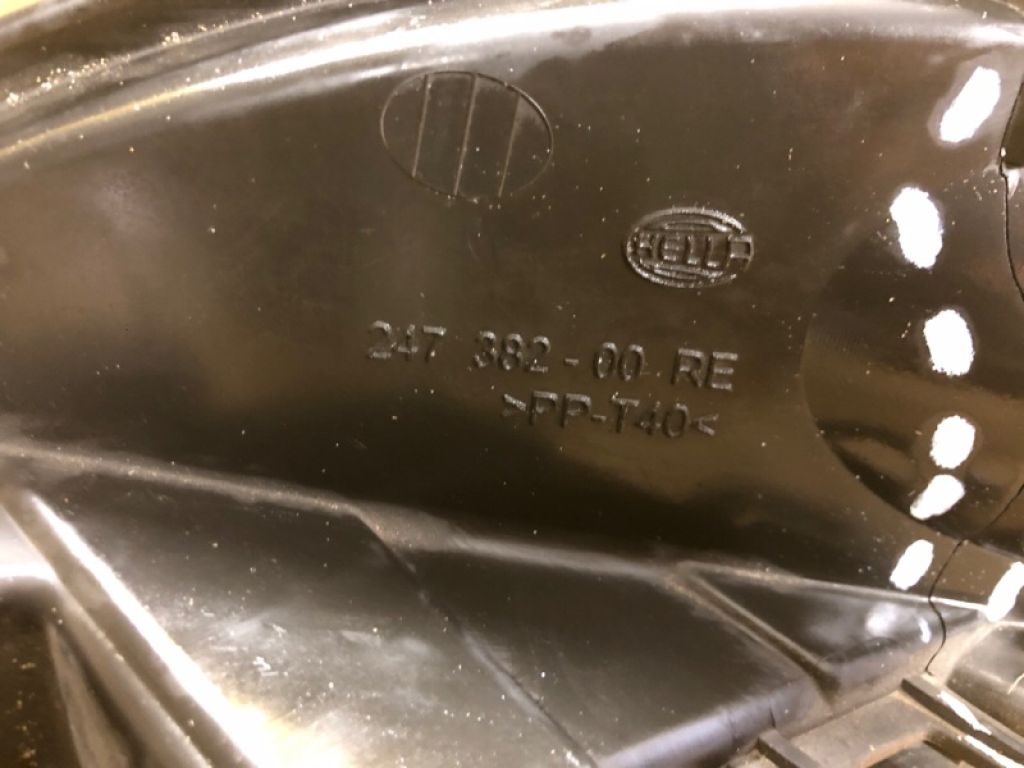 HELLA
247 382-00 RE
>PP-T40<